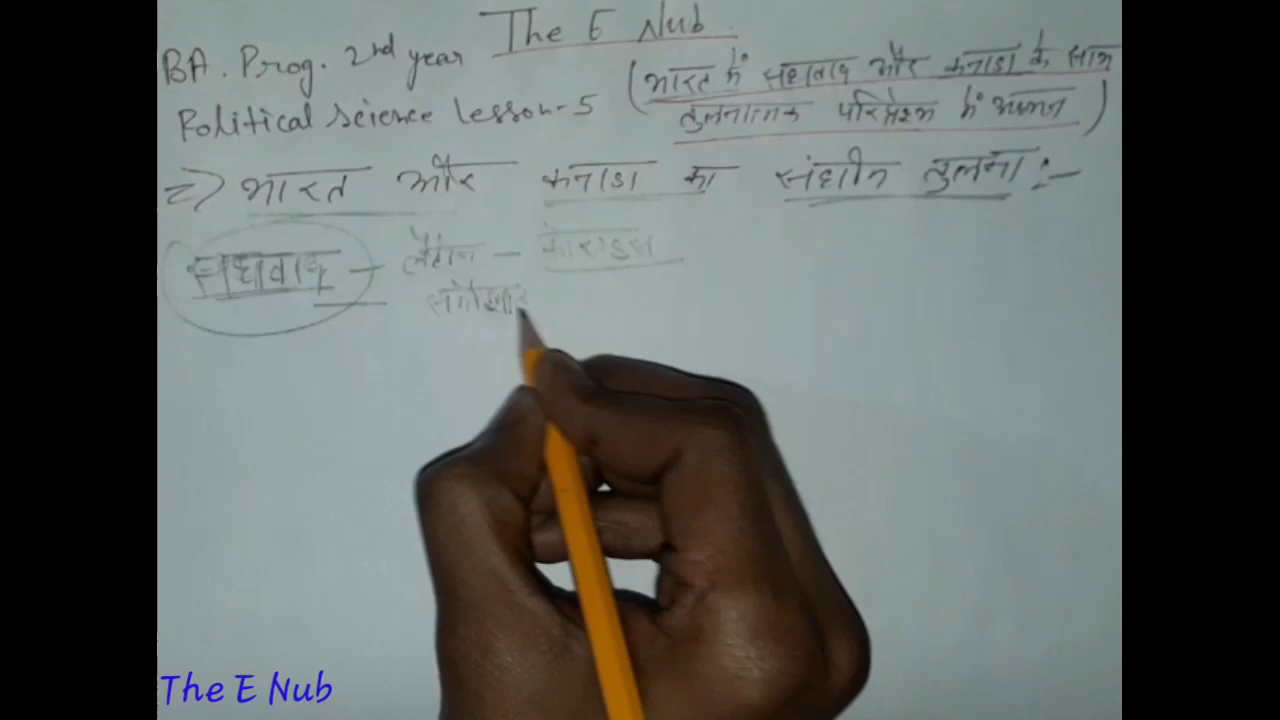 The E Nub
BA. Prog. 2nd year
Political science lesson-5
(भारत में संघवाद और कनाडा के साथ
तुलनात्मक परिप्रेक्ष्य में अध्ययन)
=> भारत और कनाडा का संघीय तुलना :-
संघवाद - लैटिन -
The E Nub